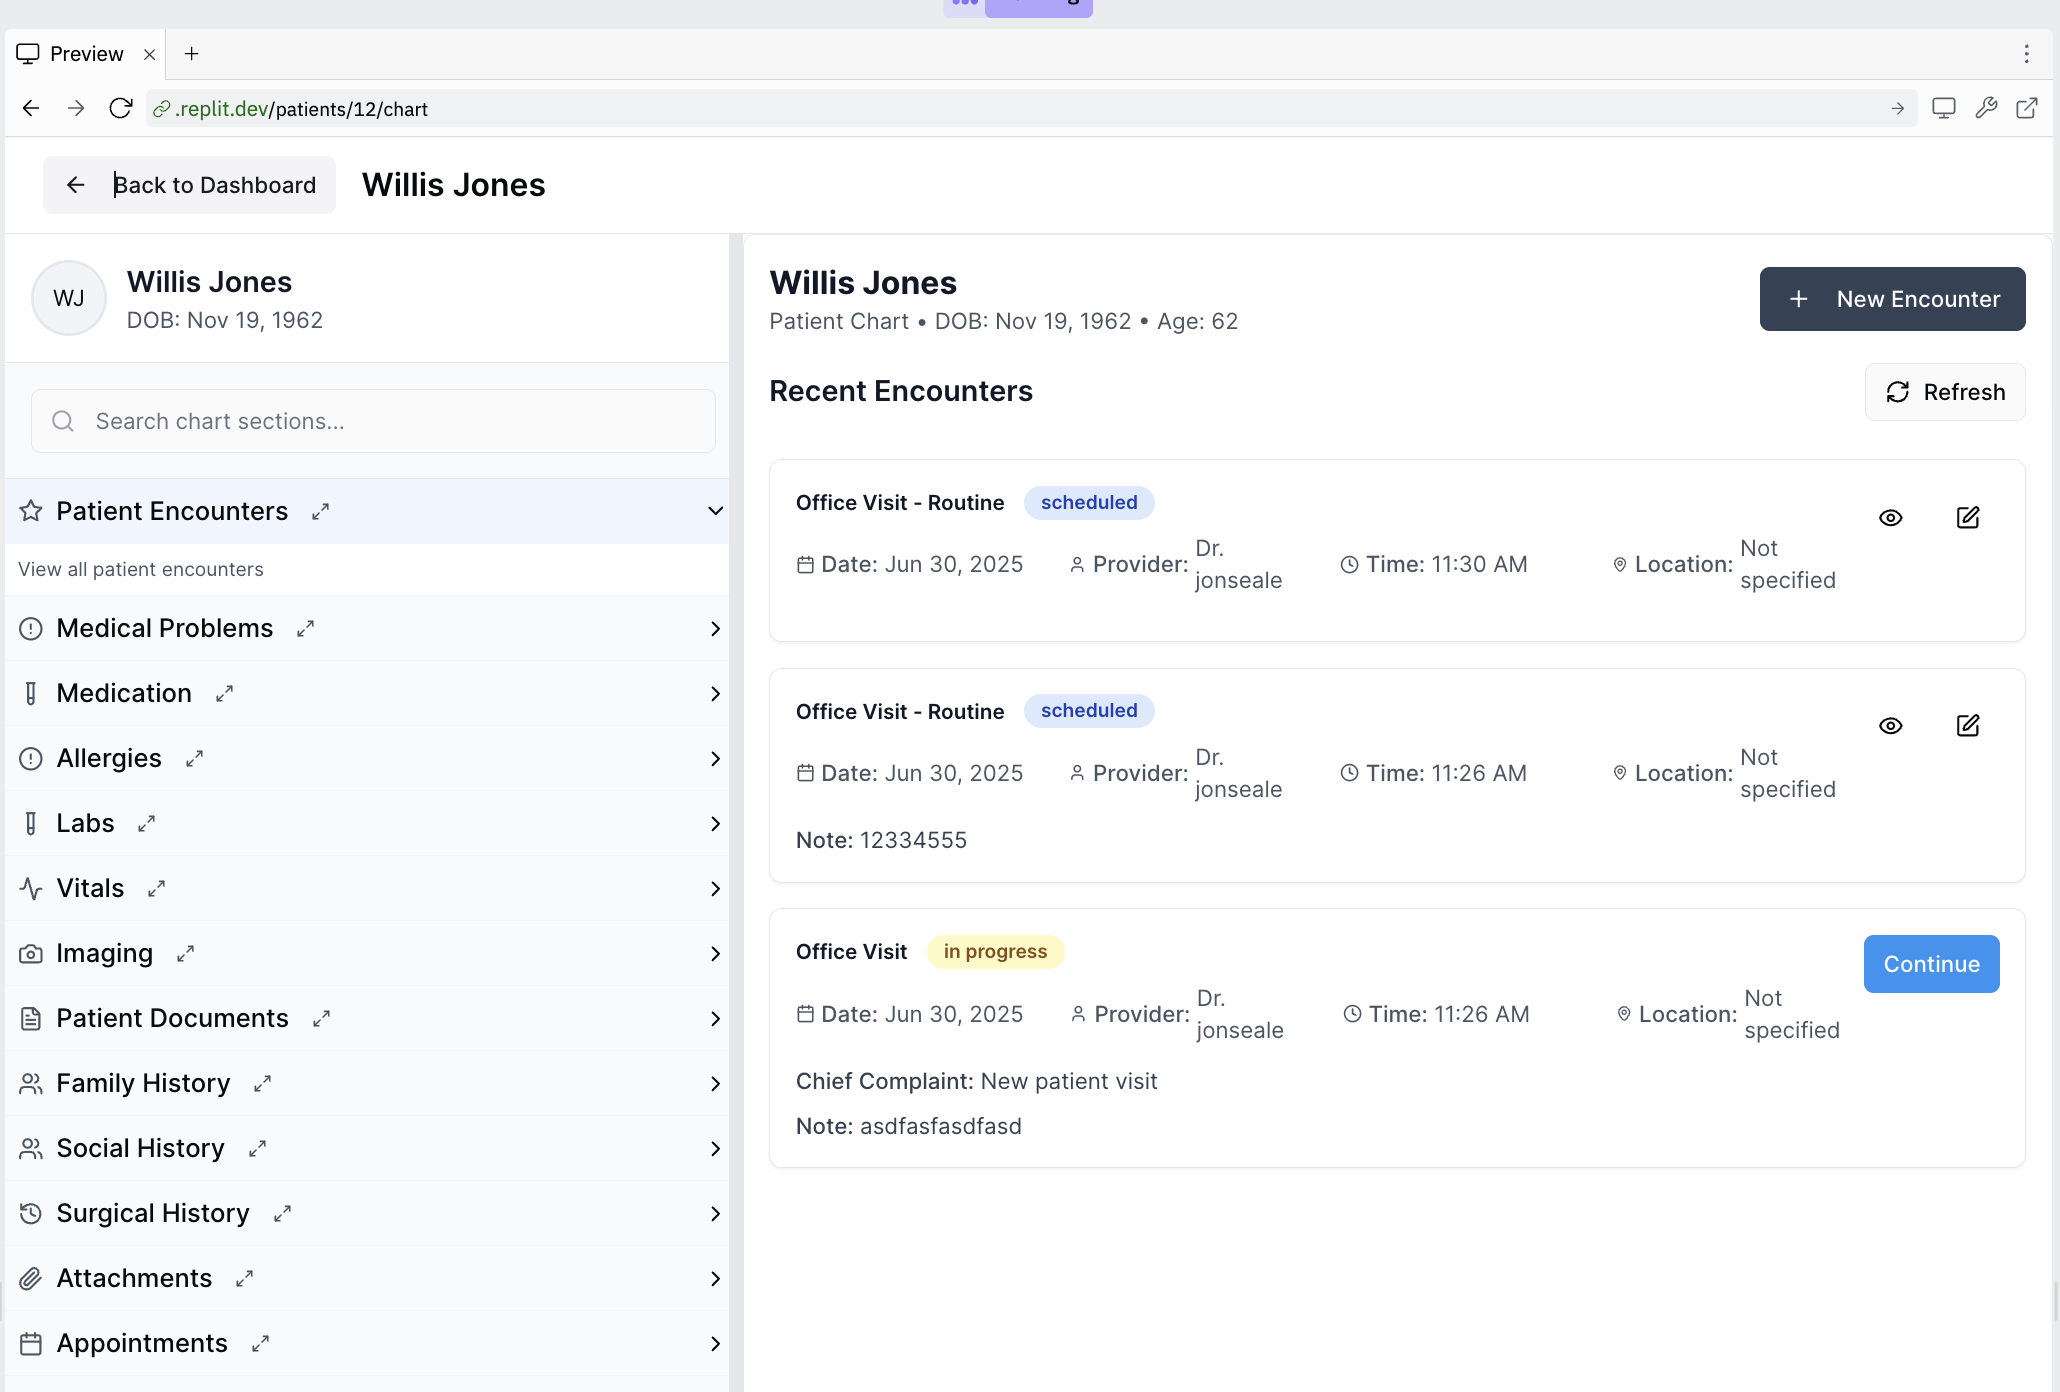 Preview
.replit.dev/patients/12/chart
Back to Dashboard
Willis Jones
WJ
Willis Jones
DOB: Nov 19, 1962
Search chart sections...
Patient Encounters
View all patient encounters
Medical Problems
Medication
Allergies
Labs
Vitals
Imaging
Patient Documents
Family History
Social History
Surgical History
Attachments
Appointments
Willis Jones
Patient Chart • DOB: Nov 19, 1962 • Age: 62
New Encounter
Recent Encounters
Refresh
Office Visit - Routine scheduled
Date: Jun 30, 2025 Provider: Dr. jonseale Time: 11:30 AM Location: Not specified
Office Visit - Routine scheduled
Date: Jun 30, 2025 Provider: Dr. jonseale Time: 11:26 AM Location: Not specified
Note: 12334555
Office Visit in progress
Continue
Date: Jun 30, 2025 Provider: Dr. jonseale Time: 11:26 AM Location: Not specified
Chief Complaint: New patient visit
Note: asdfasfasdfasd